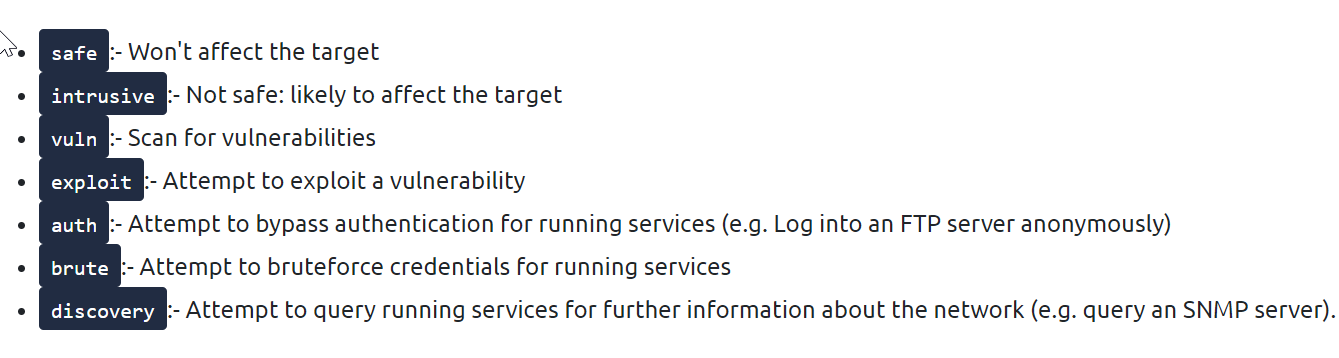 safe:- Won't affect the target
intrusive:- Not safe: likely to affect the target
vuln:- Scan for vulnerabilities
exploit:- Attempt to exploit a vulnerability
auth:- Attempt to bypass authentication for running services (e.g. Log into an FTP server anonymously)
brute:- Attempt to bruteforce credentials for running services
discovery:- Attempt to query running services for further information about the network (e.g. query an SNMP server).